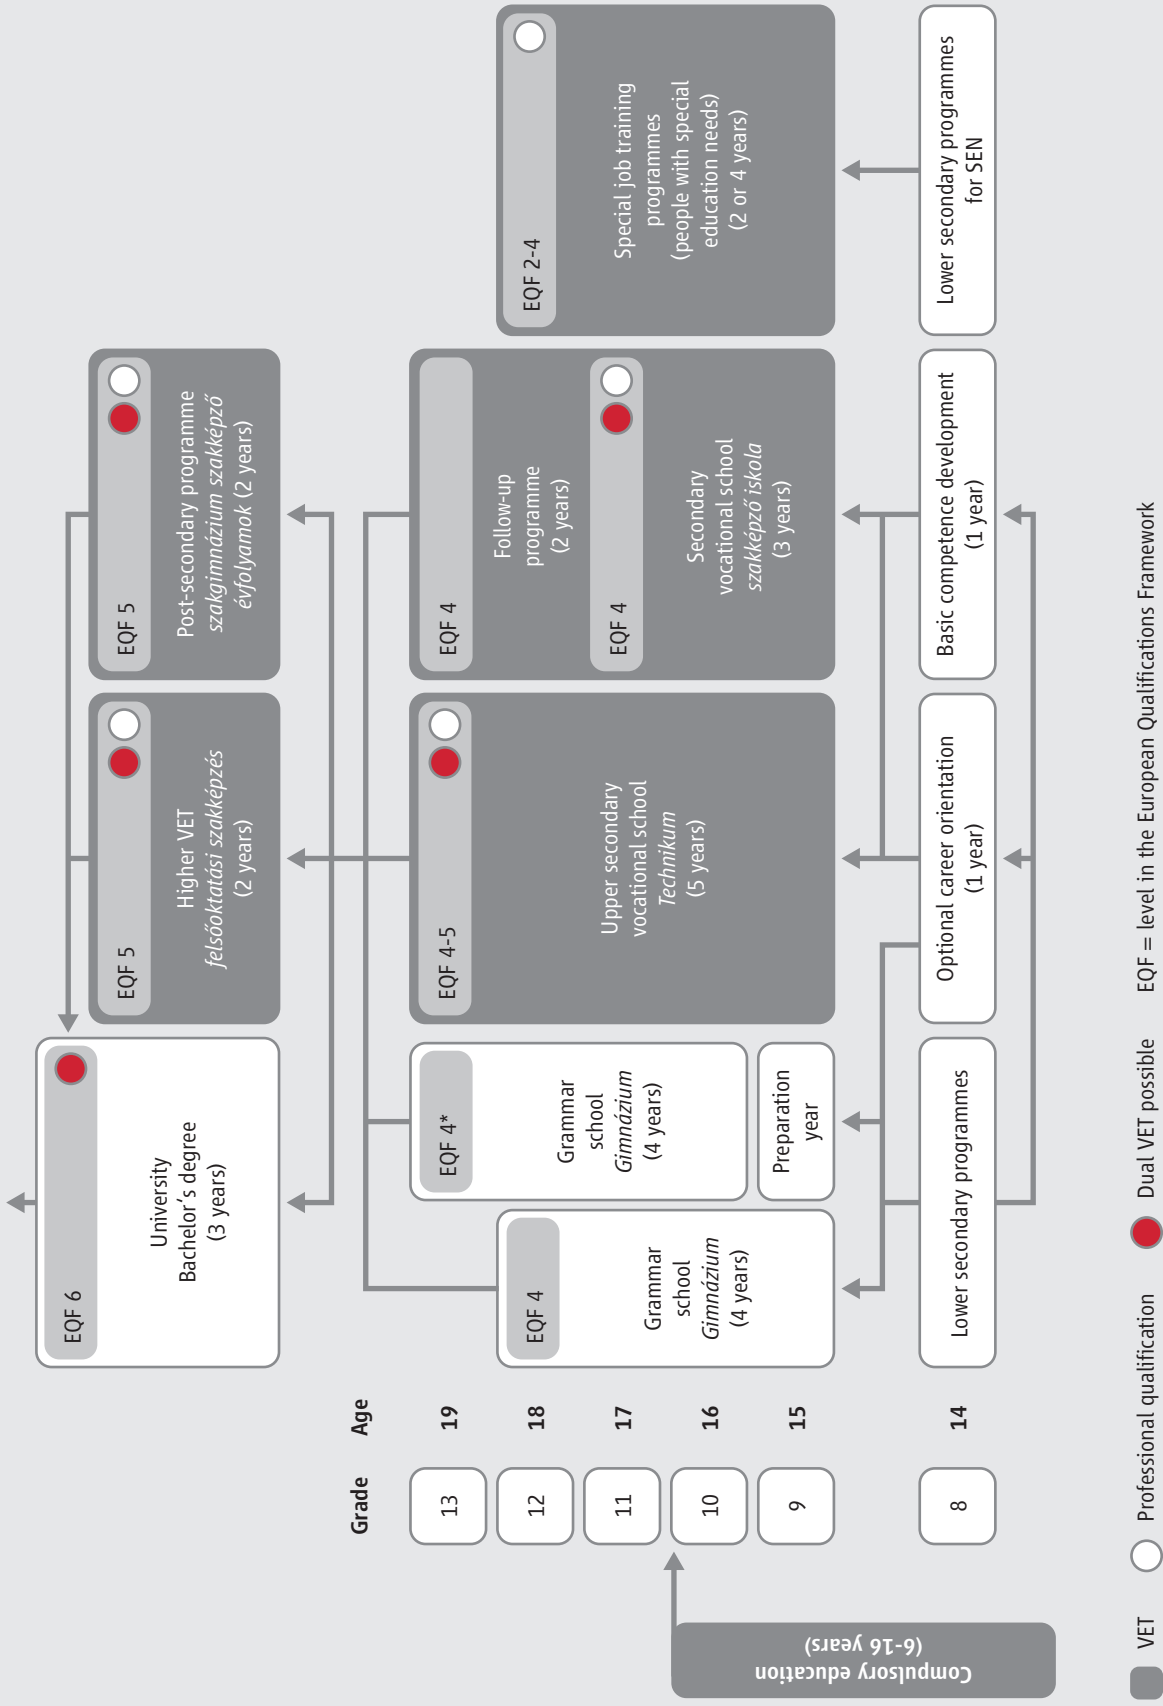 EQF 6
University
Bachelor's degree
(3 years)
EQF 5
Higher VET
felsőoktatási szakképzés
(2 years)
EQF 5
Post-secondary programme
szakgimnázium szakképző
évfolyamok (2 years)
Grade
Age
13
19
12
18
11
17
10
16
9
15
8
14
Compulsory education
(6-16 years)
EQF 4
Grammar
school
Gimnázium
(4 years)
EQF 4*
Grammar
school
Gimnázium
(4 years)
Preparation
year
EQF 4-5
Upper secondary
vocational school
Technikum
(5 years)
EQF 4
Follow-up
programme
(2 years)
EQF 4
Secondary
vocational school
szakképző iskola
(3 years)
EQF 2-4
Special job training
programmes
(people with special
education needs)
(2 or 4 years)
Lower secondary programmes
Optional career orientation
(1 year)
Basic competence development
(1 year)
Lower secondary programmes
for SEN
VET
Professional qualification
Dual VET possible
EQF = level in the European Qualifications Framework